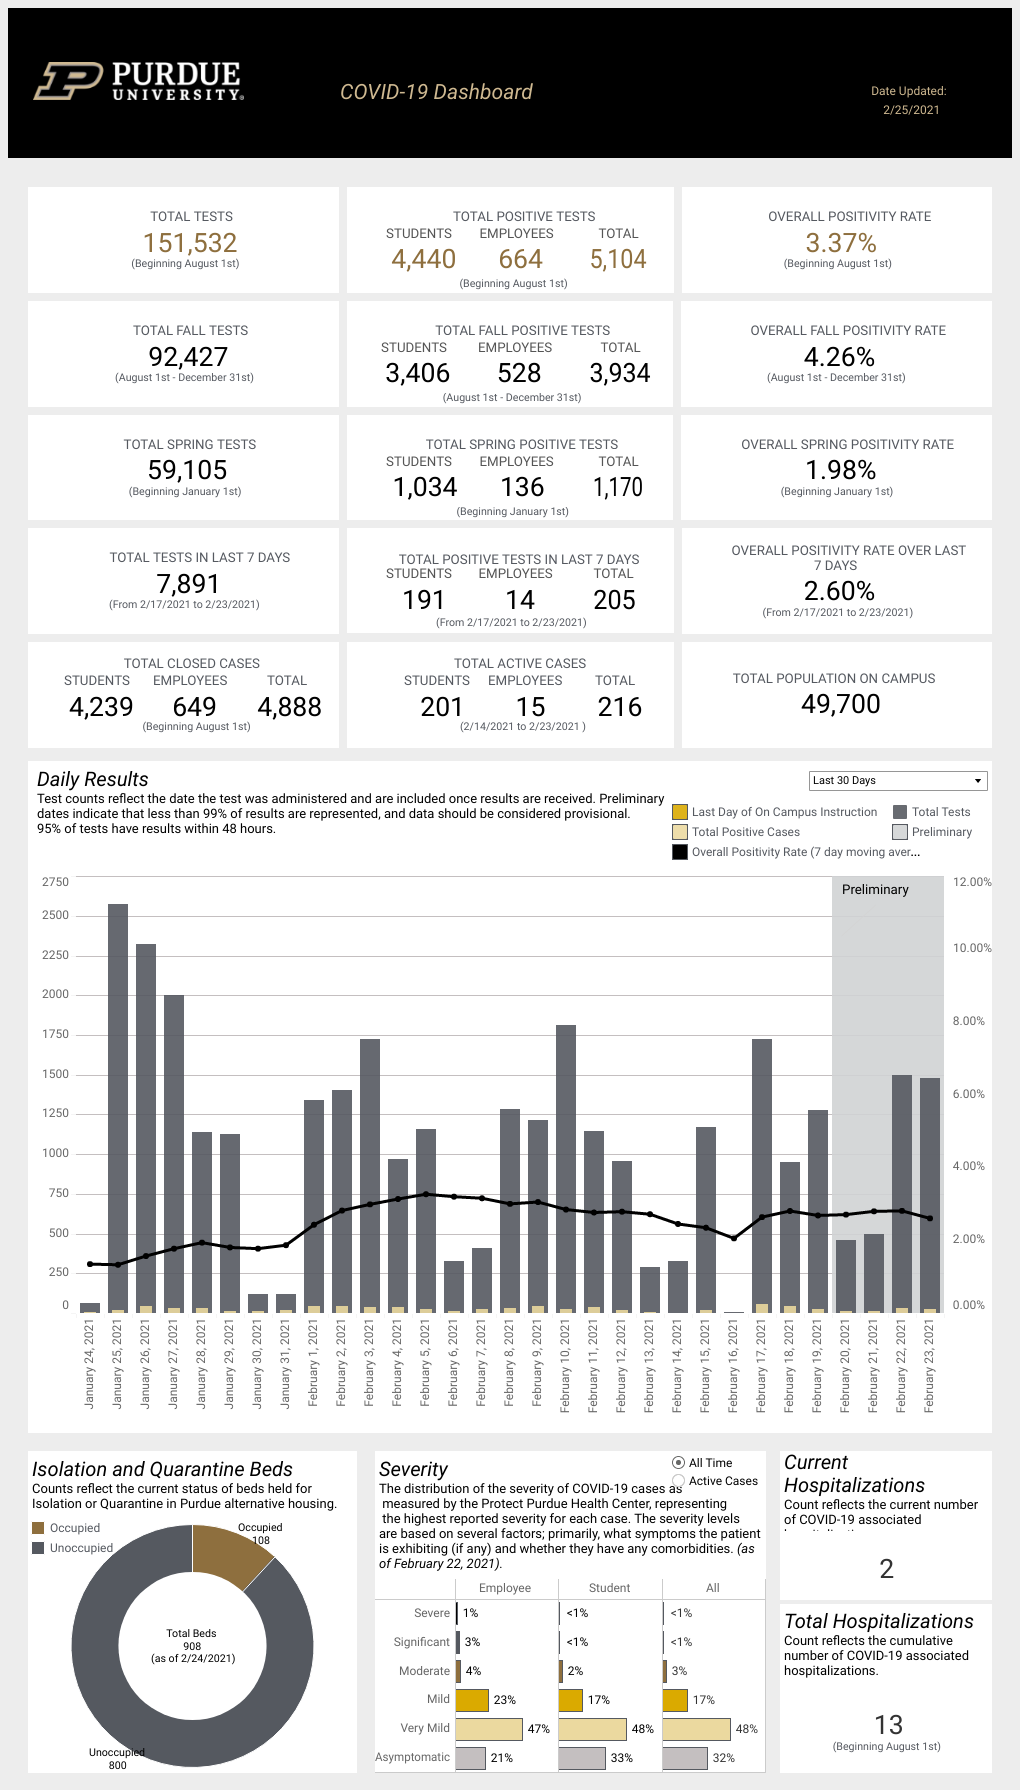 PURDUE
UNIVERSITY®
COVID-19 Dashboard
Date Updated:
2/25/2021
TOTAL TESTS
151,532
(Beginning August 1st)
TOTAL POSITIVE TESTS
STUDENTS EMPLOYEES TOTAL
4,440 664 5,104
(Beginning August 1st)
OVERALL POSITIVITY RATE
3.37%
(Beginning August 1st)
TOTAL FALL TESTS
92,427
(August 1st - December 31st)
TOTAL FALL POSITIVE TESTS
STUDENTS EMPLOYEES TOTAL
3,406 528 3,934
(August 1st - December 31st)
OVERALL FALL POSITIVITY RATE
4.26%
(August 1st - December 31st)
TOTAL SPRING TESTS
59,105
(Beginning January 1st)
TOTAL SPRING POSITIVE TESTS
STUDENTS EMPLOYEES TOTAL
1,034 136 1,170
(Beginning January 1st)
OVERALL SPRING POSITIVITY RATE
1.98%
(Beginning January 1st)
TOTAL TESTS IN LAST 7 DAYS
7,891
(From 2/17/2021 to 2/23/2021)
TOTAL POSITIVE TESTS IN LAST 7 DAYS
STUDENTS EMPLOYEES TOTAL
191 14 205
(From 2/17/2021 to 2/23/2021)
OVERALL POSITIVITY RATE OVER LAST
7 DAYS
2.60%
(From 2/17/2021 to 2/23/2021)
TOTAL CLOSED CASES
STUDENTS EMPLOYEES TOTAL
4,239 649 4,888
(Beginning August 1st)
TOTAL ACTIVE CASES
STUDENTS EMPLOYEES TOTAL
201 15 216
(2/14/2021 to 2/23/2021 )
TOTAL POPULATION ON CAMPUS
49,700
Daily Results
Test counts reflect the date the test was administered and are included once results are received. Preliminary
dates indicate that less than 99% of results are represented, and data should be considered provisional.
95% of tests have results within 48 hours.
Last 30 Days
Last Day of On Campus Instruction
Total Tests
Total Positive Cases
Preliminary
Overall Positivity Rate (7 day moving aver...
Preliminary
2750
2500
2250
2000
1750
1500
1250
1000
750
500
250
0
12.00%
10.00%
8.00%
6.00%
4.00%
2.00%
0.00%
January 24, 2021
January 25, 2021
January 26, 2021
January 27, 2021
January 28, 2021
January 29, 2021
January 30, 2021
January 31, 2021
February 1, 2021
February 2, 2021
February 3, 2021
February 4, 2021
February 5, 2021
February 6, 2021
February 7, 2021
February 8, 2021
February 9, 2021
February 10, 2021
February 11, 2021
February 12, 2021
February 13, 2021
February 14, 2021
February 15, 2021
February 16, 2021
February 17, 2021
February 18, 2021
February 19, 2021
February 20, 2021
February 21, 2021
February 22, 2021
February 23, 2021
Isolation and Quarantine Beds
Counts reflect the current status of beds held for
Isolation or Quarantine in Purdue alternative housing.
Occupied
Unoccupied
Occupied
108
Total Beds
908
(as of 2/24/2021)
Unoccupied
800
Severity
All Time
Active Cases
The distribution of the severity of COVID-19 cases as
measured by the Protect Purdue Health Center, representing
the highest reported severity for each case. The severity levels
are based on several factors; primarily, what symptoms the patient
is exhibiting (if any) and whether they have any comorbidities. (as
of February 22, 2021).
Employee Student All
Severe 1% <1% <1%
Significant 3% <1% <1%
Moderate 4% 2% 3%
Mild 23% 17% 17%
Very Mild 47% 48% 48%
Asymptomatic 21% 33% 32%
Current
Hospitalizations
Count reflects the current number
of COVID-19 associated
2
Total Hospitalizations
Count reflects the cumulative
number of COVID-19 associated
hospitalizations.
13
(Beginning August 1st)